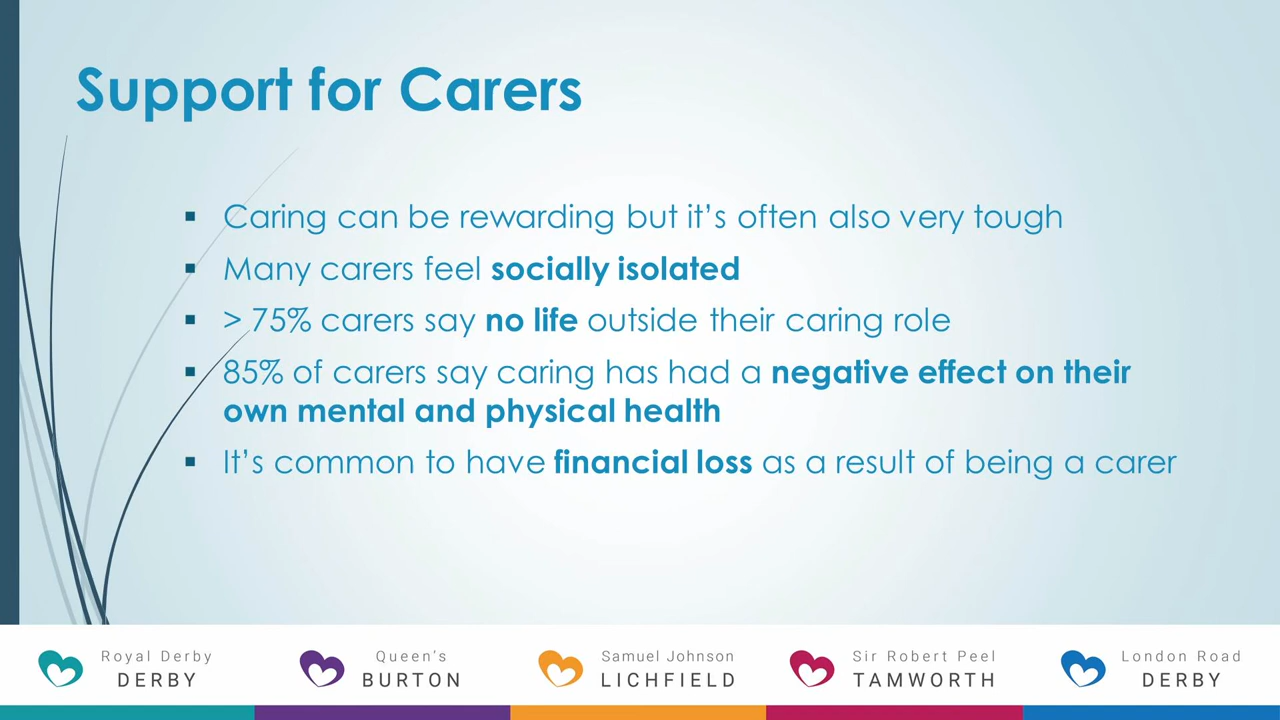 Support for Carers
▪ Caring can be rewarding but it’s often also very tough
▪ Many carers feel socially isolated
▪ > 75% carers say no life outside their caring role
▪ 85% of carers say caring has had a negative effect on their
own mental and physical health
▪ It’s common to have financial loss as a result of being a carer
Royal Derby
DERBY
Queen’s
BURTON
Samuel Johnson
LICHFIELD
Sir Robert Peel
TAMWORTH
London Road
DERBY